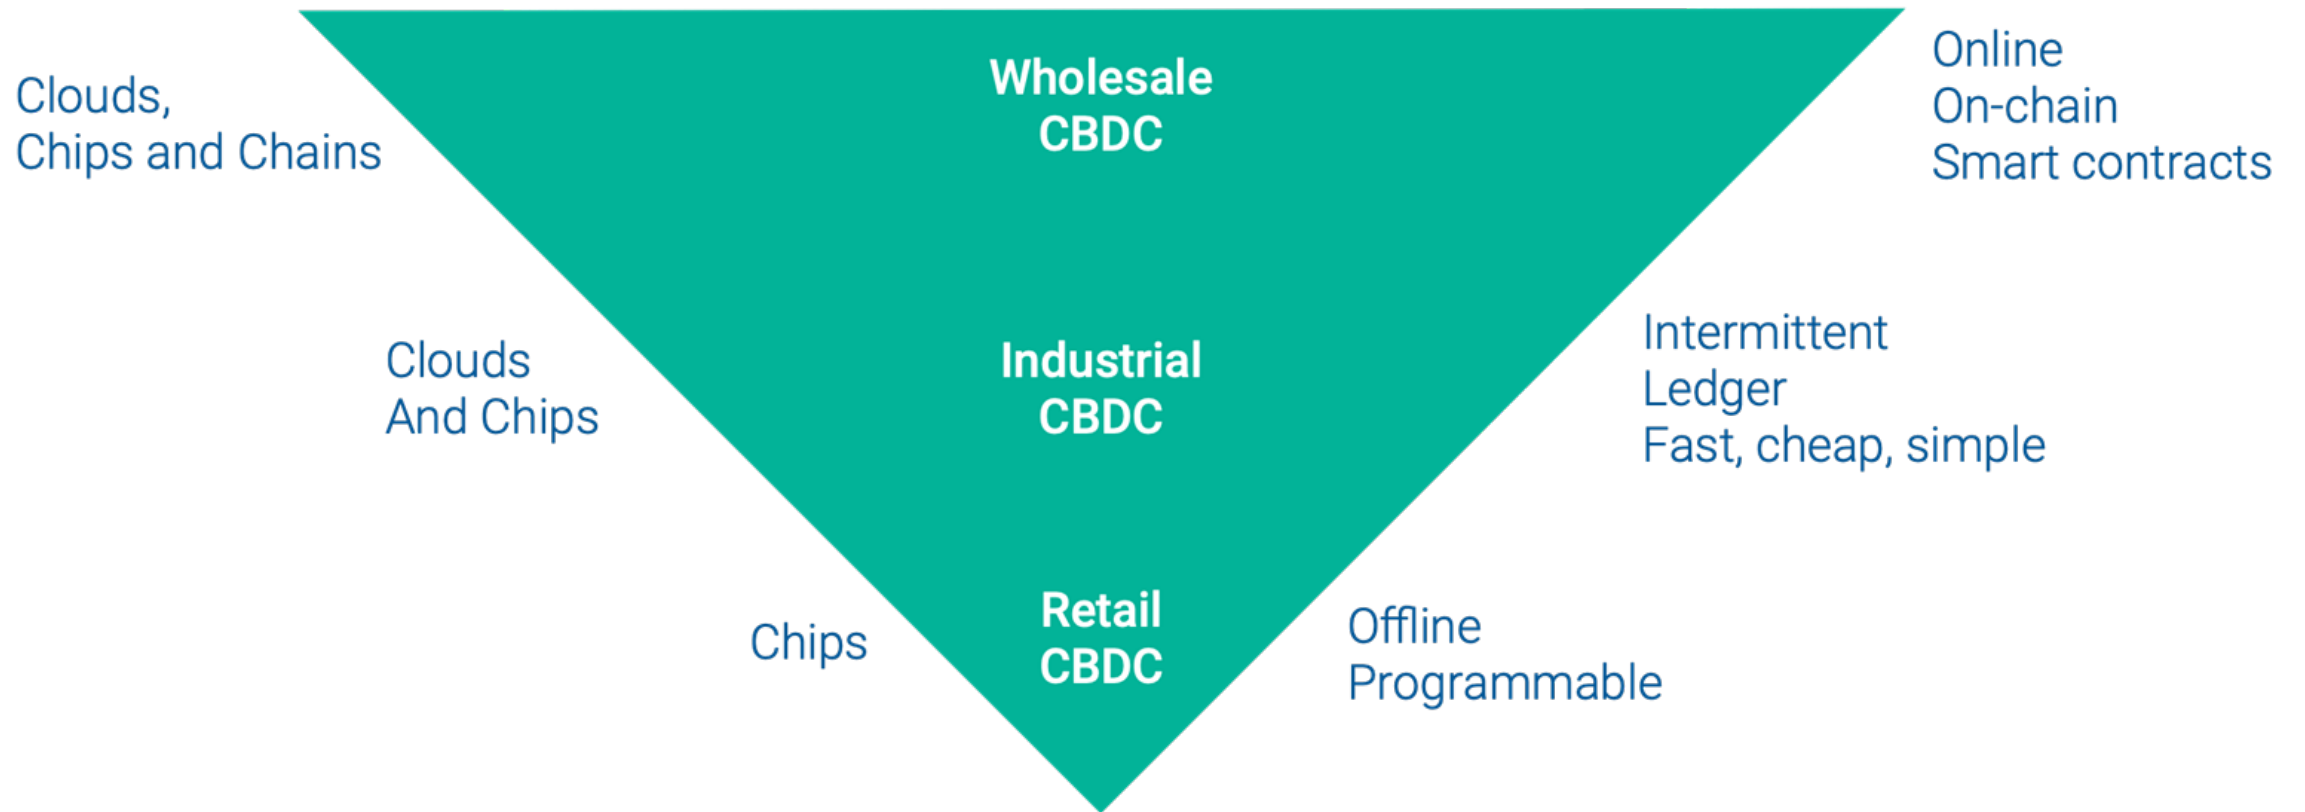 Clouds,
Chips and Chains
Wholesale
CBDC
Online
On-chain
Smart contracts
Clouds
And Chips
Industrial
CBDC
Intermittent
Ledger
Fast, cheap, simple
Chips
Retail
CBDC
Offline
Programmable